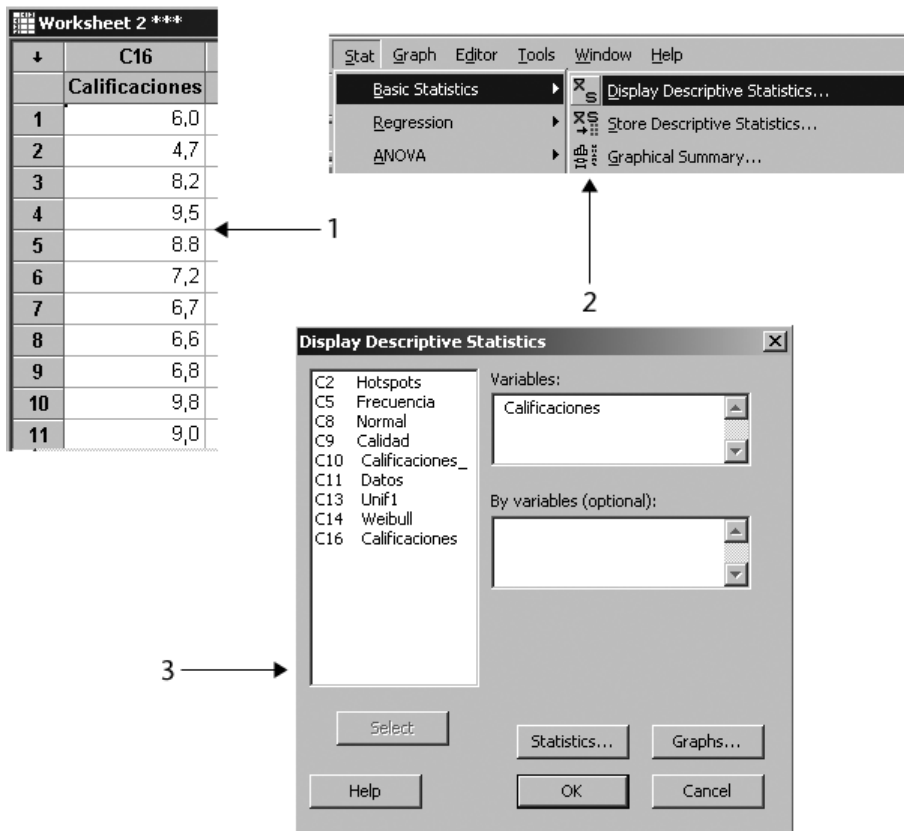 Worksheet 2 ***
↓ C16
Calificaciones
1 6,0
2 4,7
3 8,2
4 9,5
5 8.8
6 7,2
7 6,7
8 6,6
9 6,8
10 9,8
11 9,0
1
Stat Graph Editor Tools Window Help
Basic Statistics
Regression
ANOVA
Display Descriptive Statistics...
Store Descriptive Statistics...
Graphical Summary...
2
Display Descriptive Statistics
C2 Hotspots
C5 Frecuencia
C8 Normal
C9 Calidad
C10 Calificaciones_
C11 Datos
C13 Unif1
C14 Weibull
C16 Calificaciones
Variables:
Calificaciones
By variables (optional):
3
Select
Statistics...
Graphs...
Help
OK
Cancel